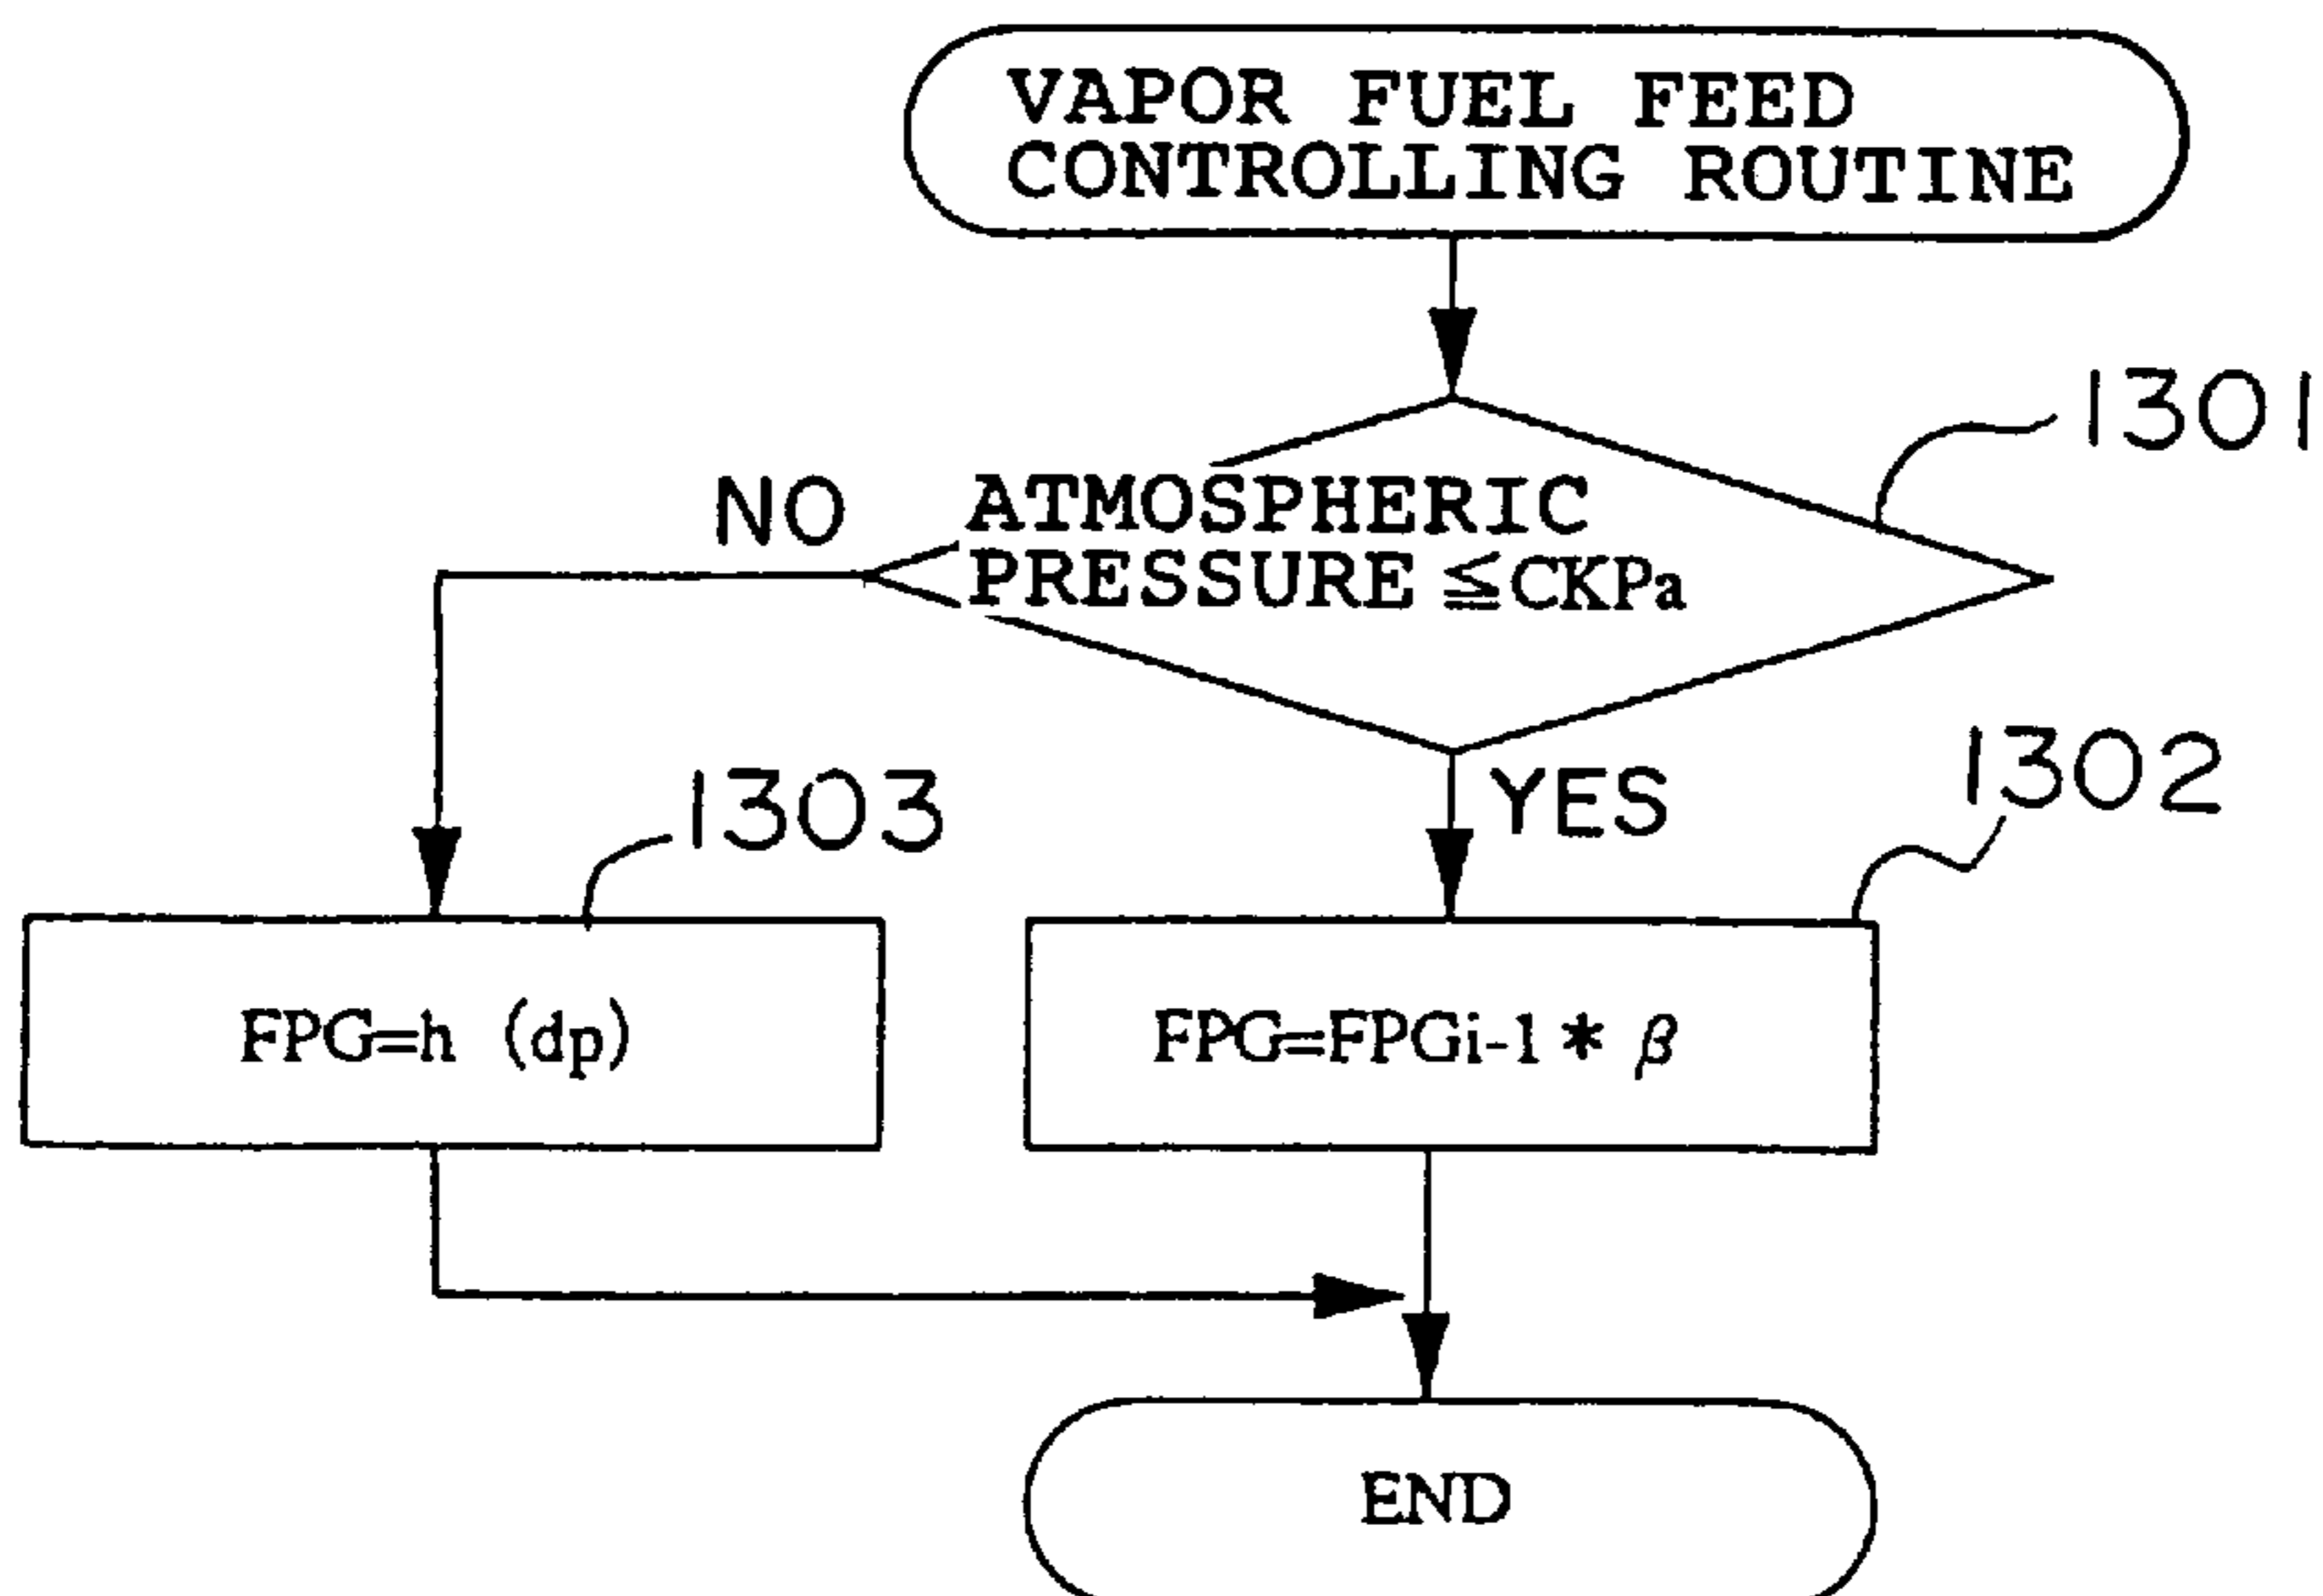 VAPOR FUEL FEED
CONTROLLING ROUTINE
1301
NO
ATMOSPHERIC
PRESSURE ≦CKPa
YES
1302
1303
FPG=h (dp)
FPG=FPGi-1 * β
END